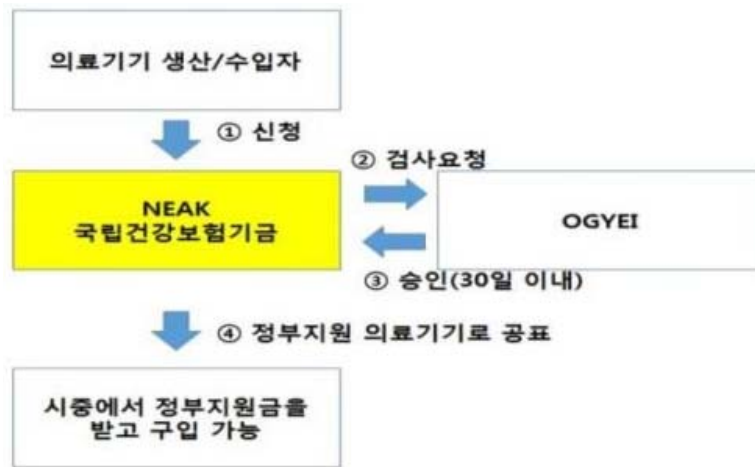 의료기기 생산/수입자
① 신청
② 검사요청
NEAK
국립건강보험기금
OGYEI
③ 승인(30일 이내)
④ 정부지원 의료기기로 공표
시중에서 정부지원금을
받고 구입 가능